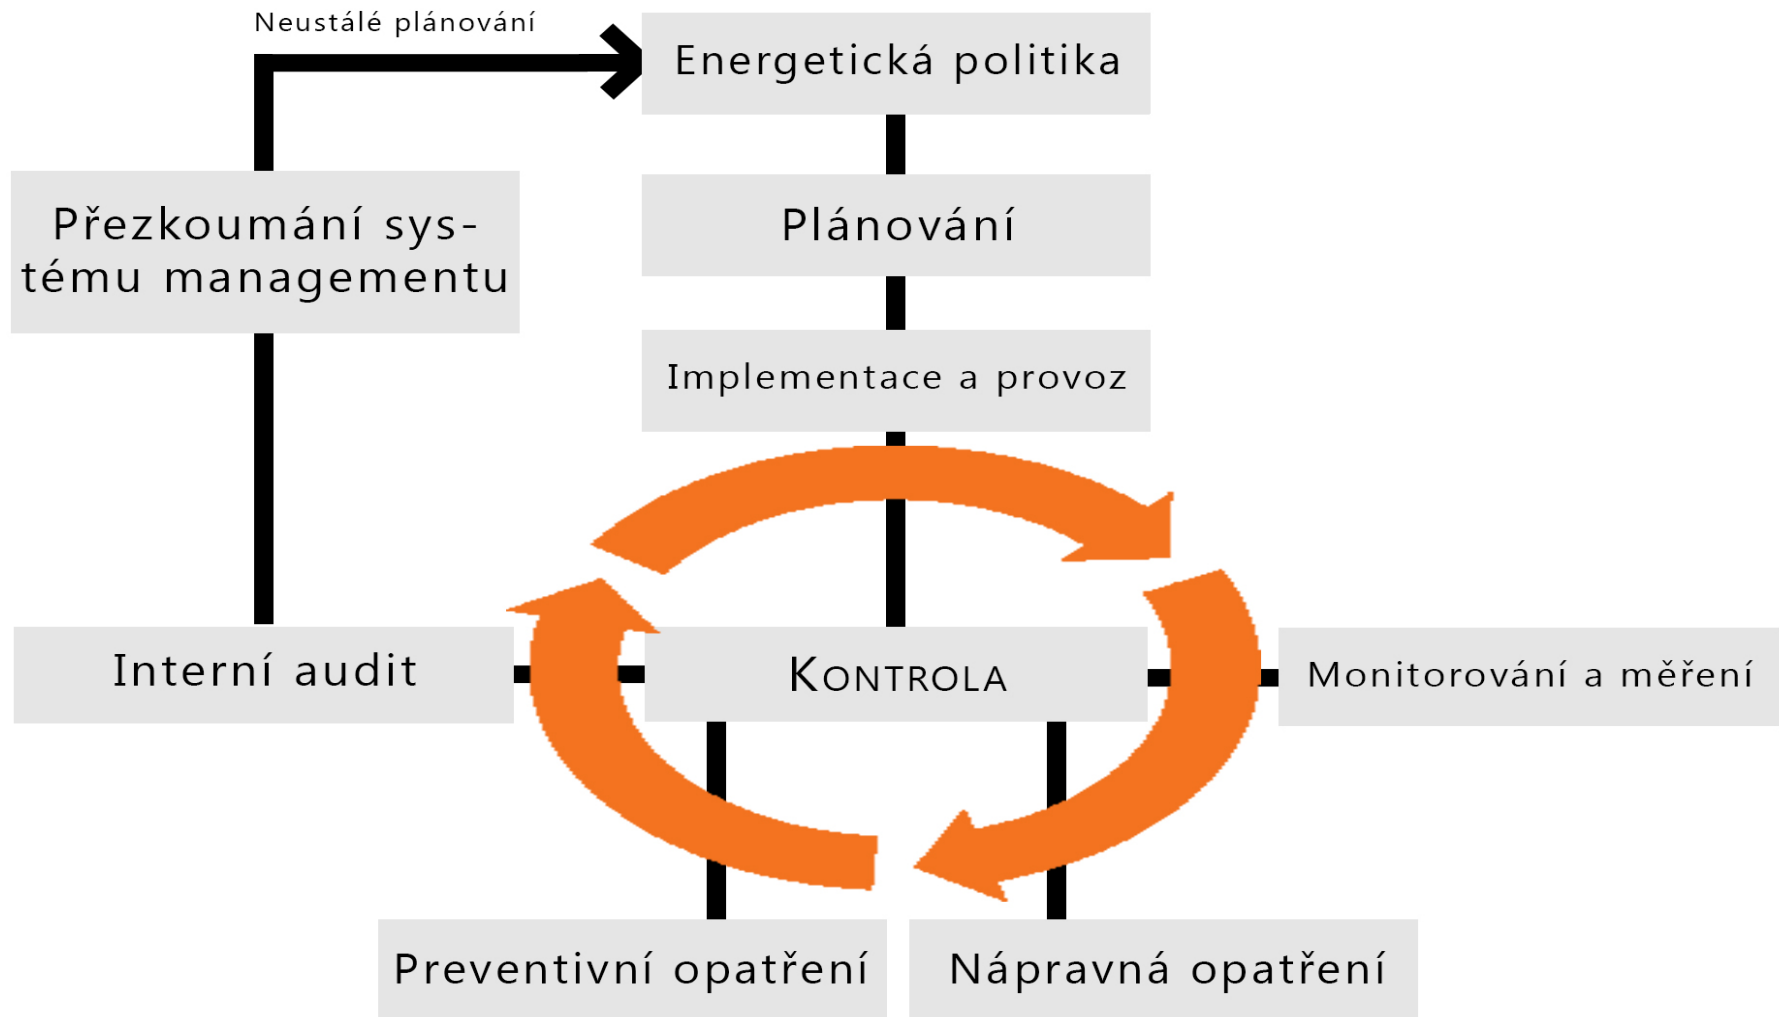 Neustálé plánování
Energetická politika
Přezkoumání sys-
tému managementu
Plánování
Implementace a provoz
Interní audit
KONTROLA
Monitorování a měření
Preventivní opatření
Nápravná opatření